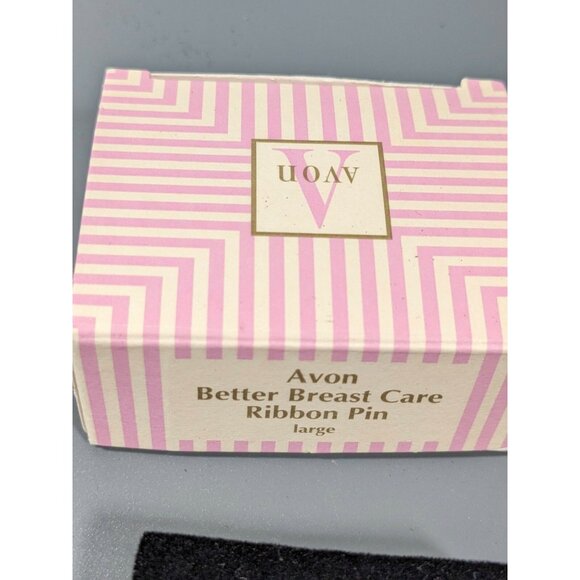 AVON
Avon
Better Breast Care
Ribbon Pin
large